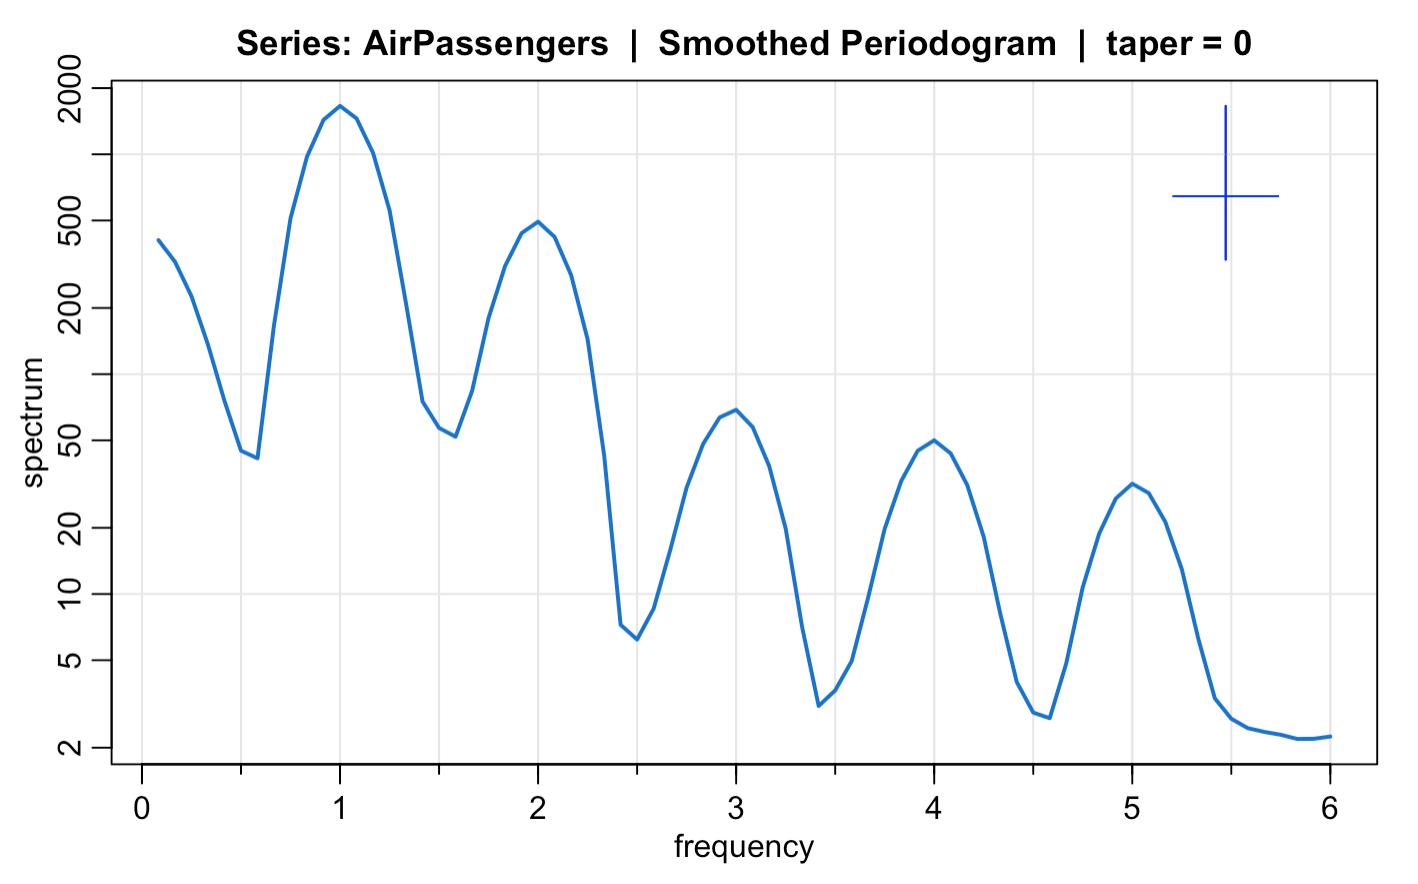 Series: AirPassengers | Smoothed Periodogram | taper = 0
2000
500
200
50
20
10
5
2
spectrum
0 1 2 3 4 5 6
frequency